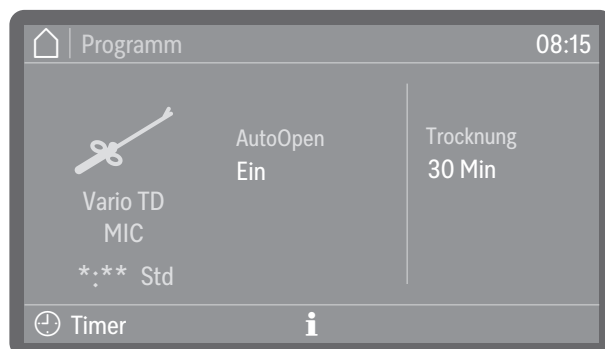 Programm
08:15
AutoOpen
Ein
Trocknung
30 Min
Vario TD
MIC
*:** Std
Timer
i